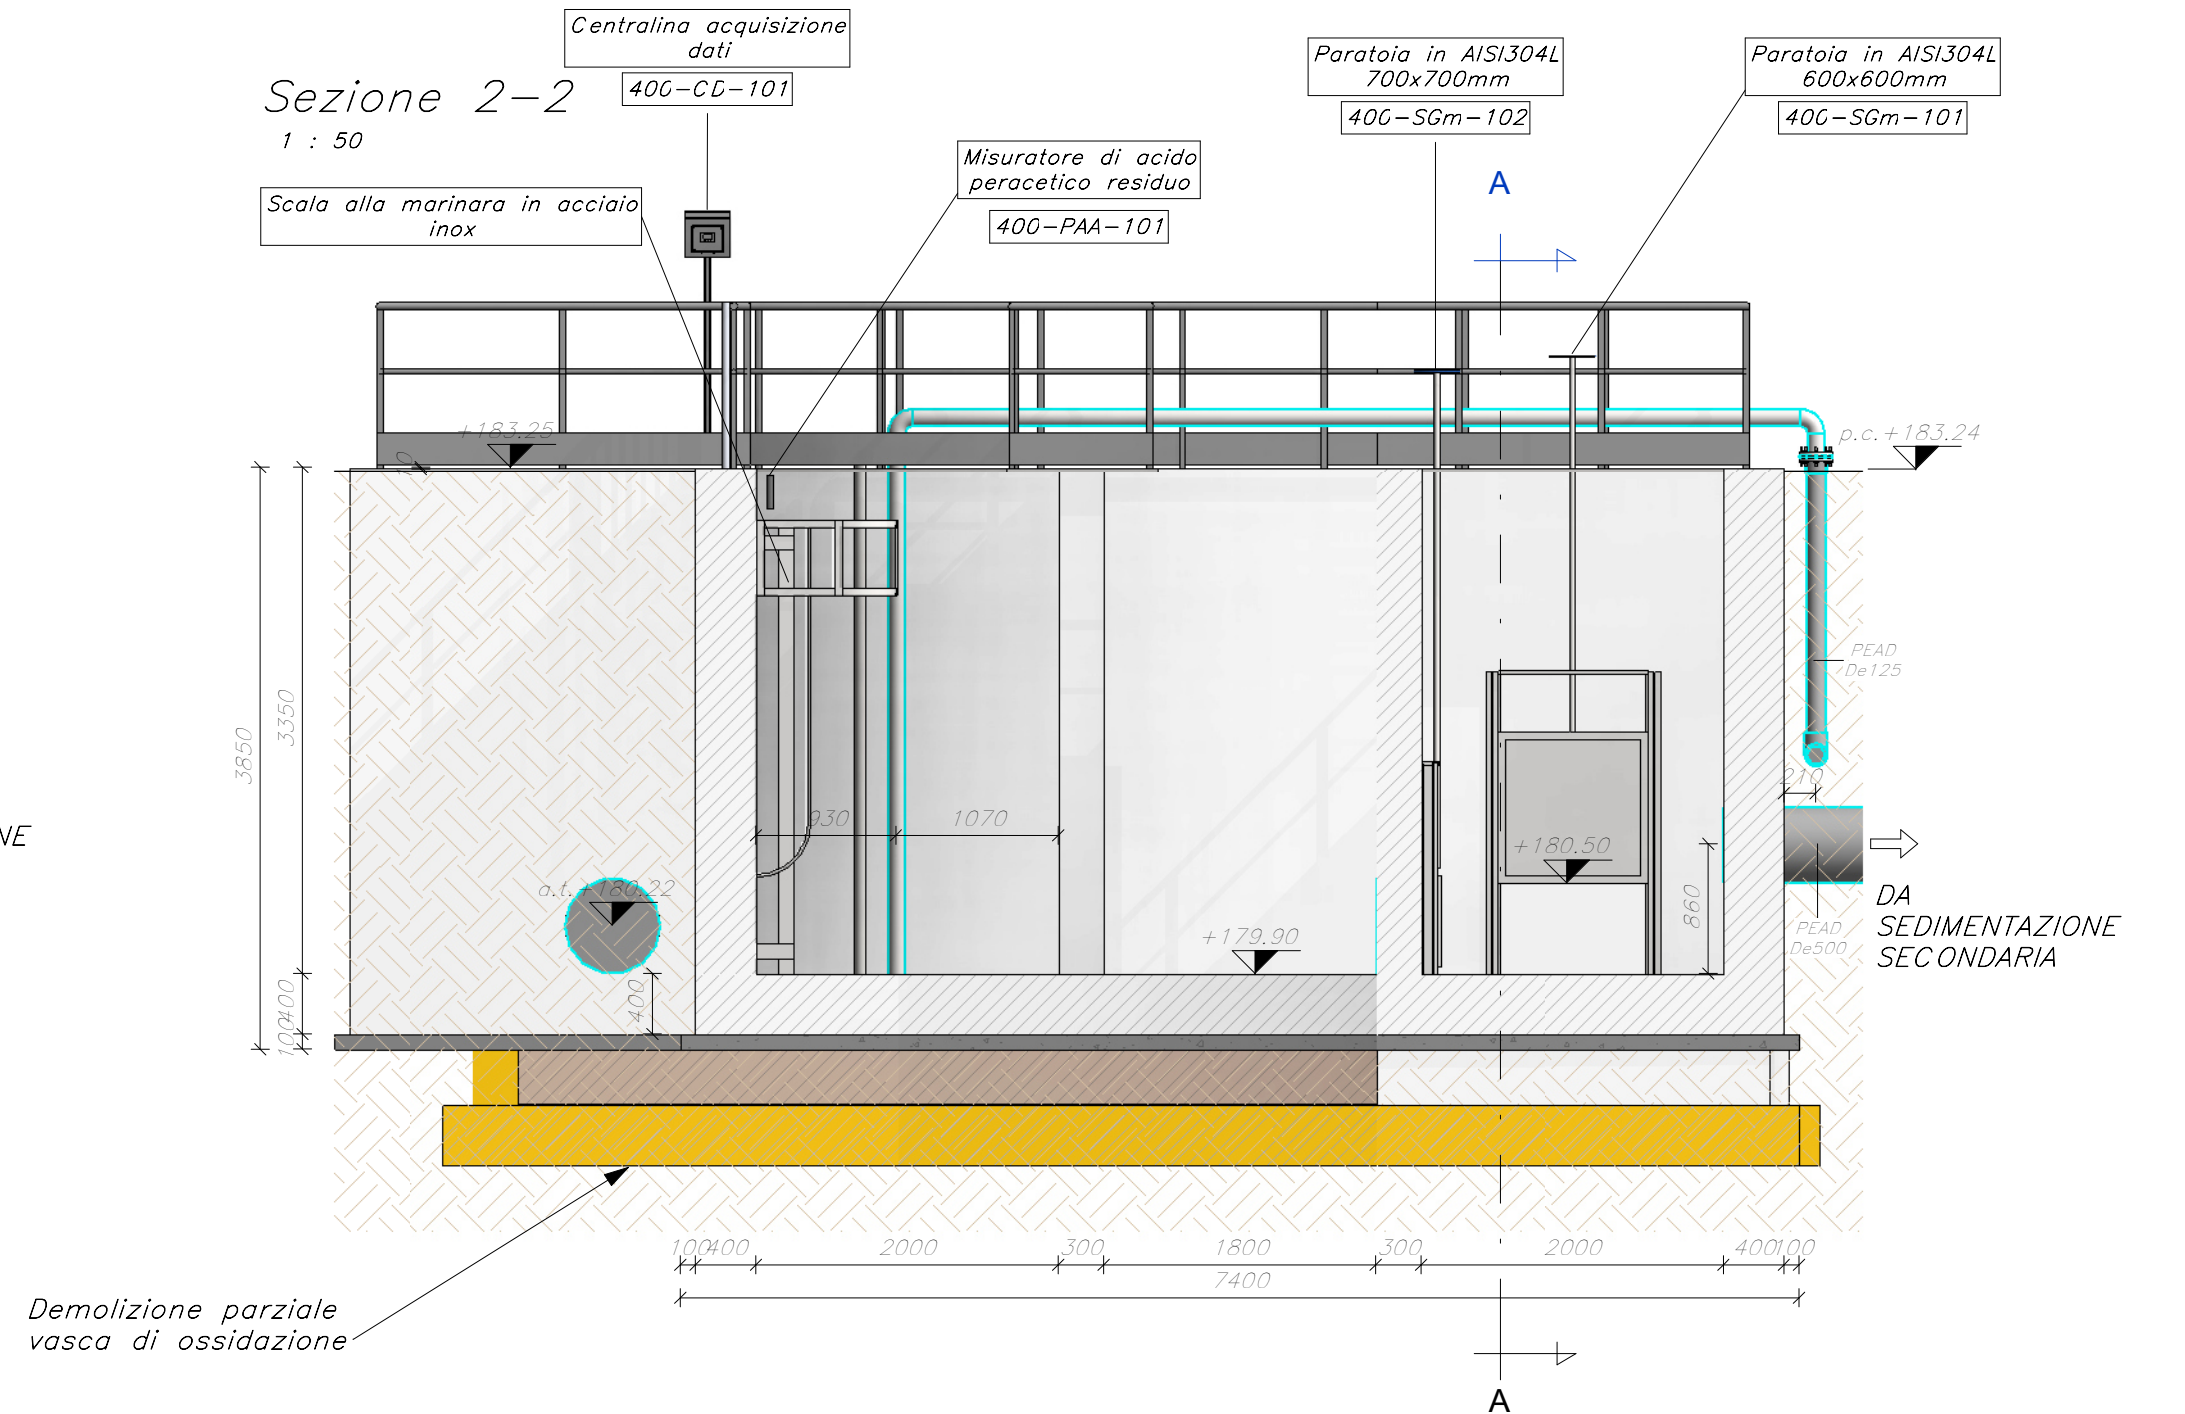 Centralina acquisizione
dati
400-CD-101
Sezione 2-2
1 : 50
Paratoia in AISI304L
700x700mm
400-SGm-102
Paratoia in AISI304L
600x600mm
400-SGm-101
Misuratore di acido
peracetico residuo
400-PAA-101
Scala alla marinara in acciaio
inox
A
+183.25
p.c.+183.24
PEAD
De125
3850
3350
400
100
210
930
1070
+180.50
a.t.+180.22
860
+179.90
400
NE
DA
SEDIMENTAZIONE
SECONDARIA
PEAD
De500
100
400
2000
300
1800
300
2000
400
100
7400
Demolizione parziale
vasca di ossidazione
A